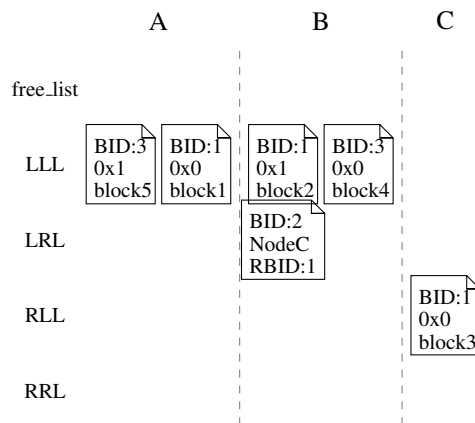 A B C
free_list
LLL
BID:3
0x1
block5
BID:1
0x0
block1
BID:1
0x1
block2
BID:3
0x0
block4
LRL
BID:2
NodeC
RBID:1
RLL
BID:1
0x0
block3
RRL